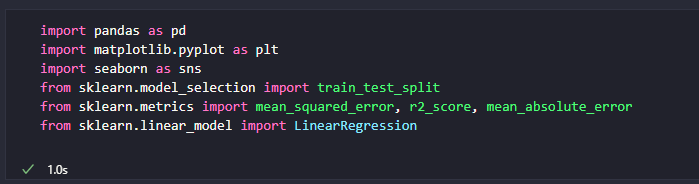 import pandas as pd
import matplotlib.pyplot as plt
import seaborn as sns
from sklearn.model_selection import train_test_split
from sklearn.metrics import mean_squared_error, r2_score, mean_absolute_error
from sklearn.linear_model import LinearRegression
1.0s